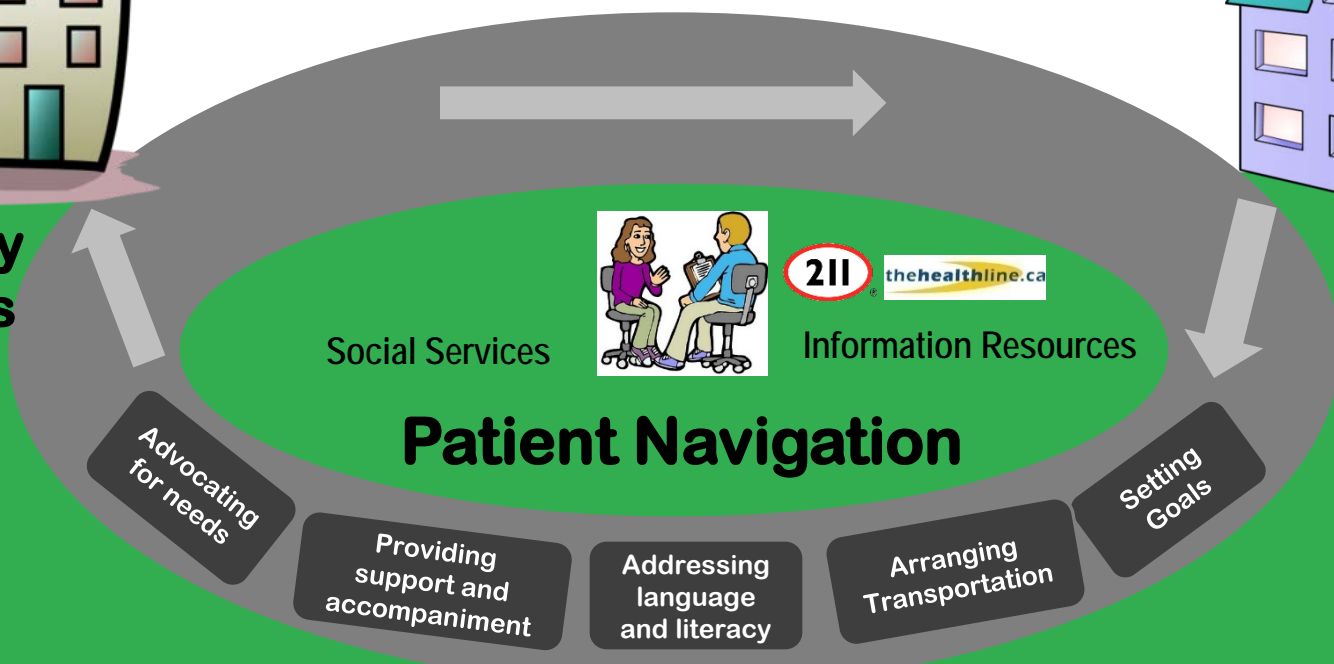 y
s
211
thehealthline.ca
Social Services
Information Resources
Patient Navigation
Advocating
for needs
Providing
support and
accompaniment
Addressing
language
and literacy
Arranging
Transportation
Setting
Goals